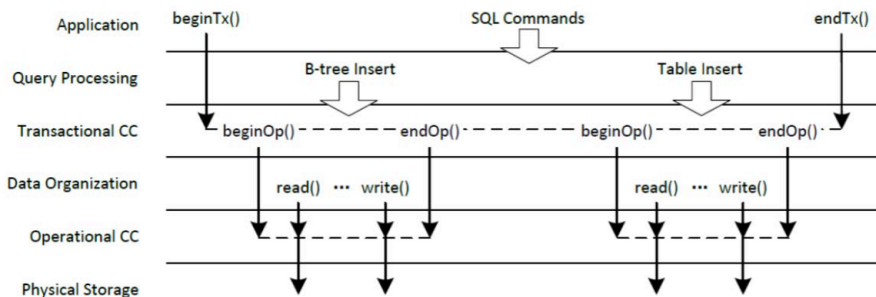 Application beginTx() SQL Commands endTx()
Query Processing B-tree Insert Table Insert
Transactional CC beginOp() endOp() beginOp() endOp()
Data Organization read() ··· write() read() ··· write()
Operational CC
Physical Storage